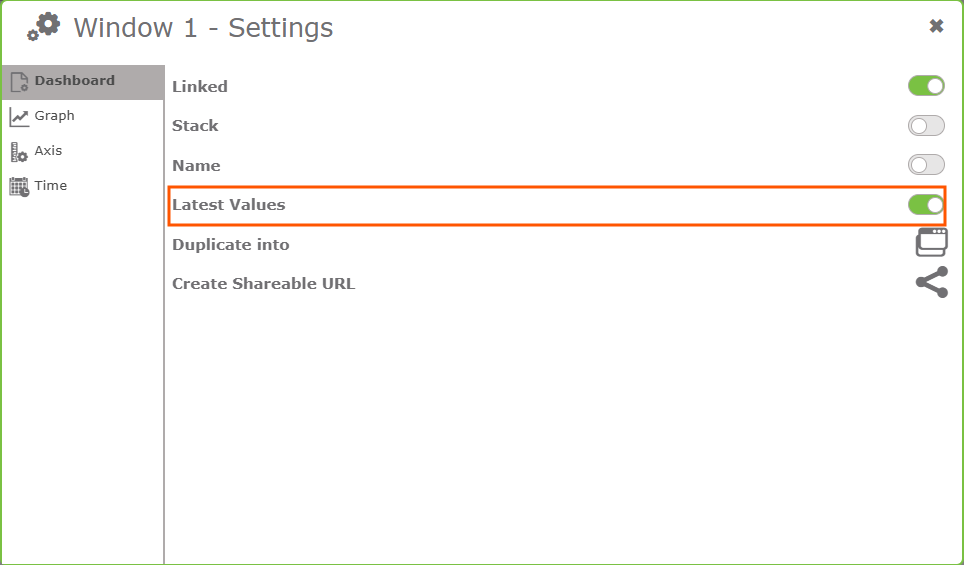 Window 1 - Settings
Dashboard
Graph
Axis
Time
Linked
Stack
Name
Latest Values
Duplicate into
Create Shareable URL